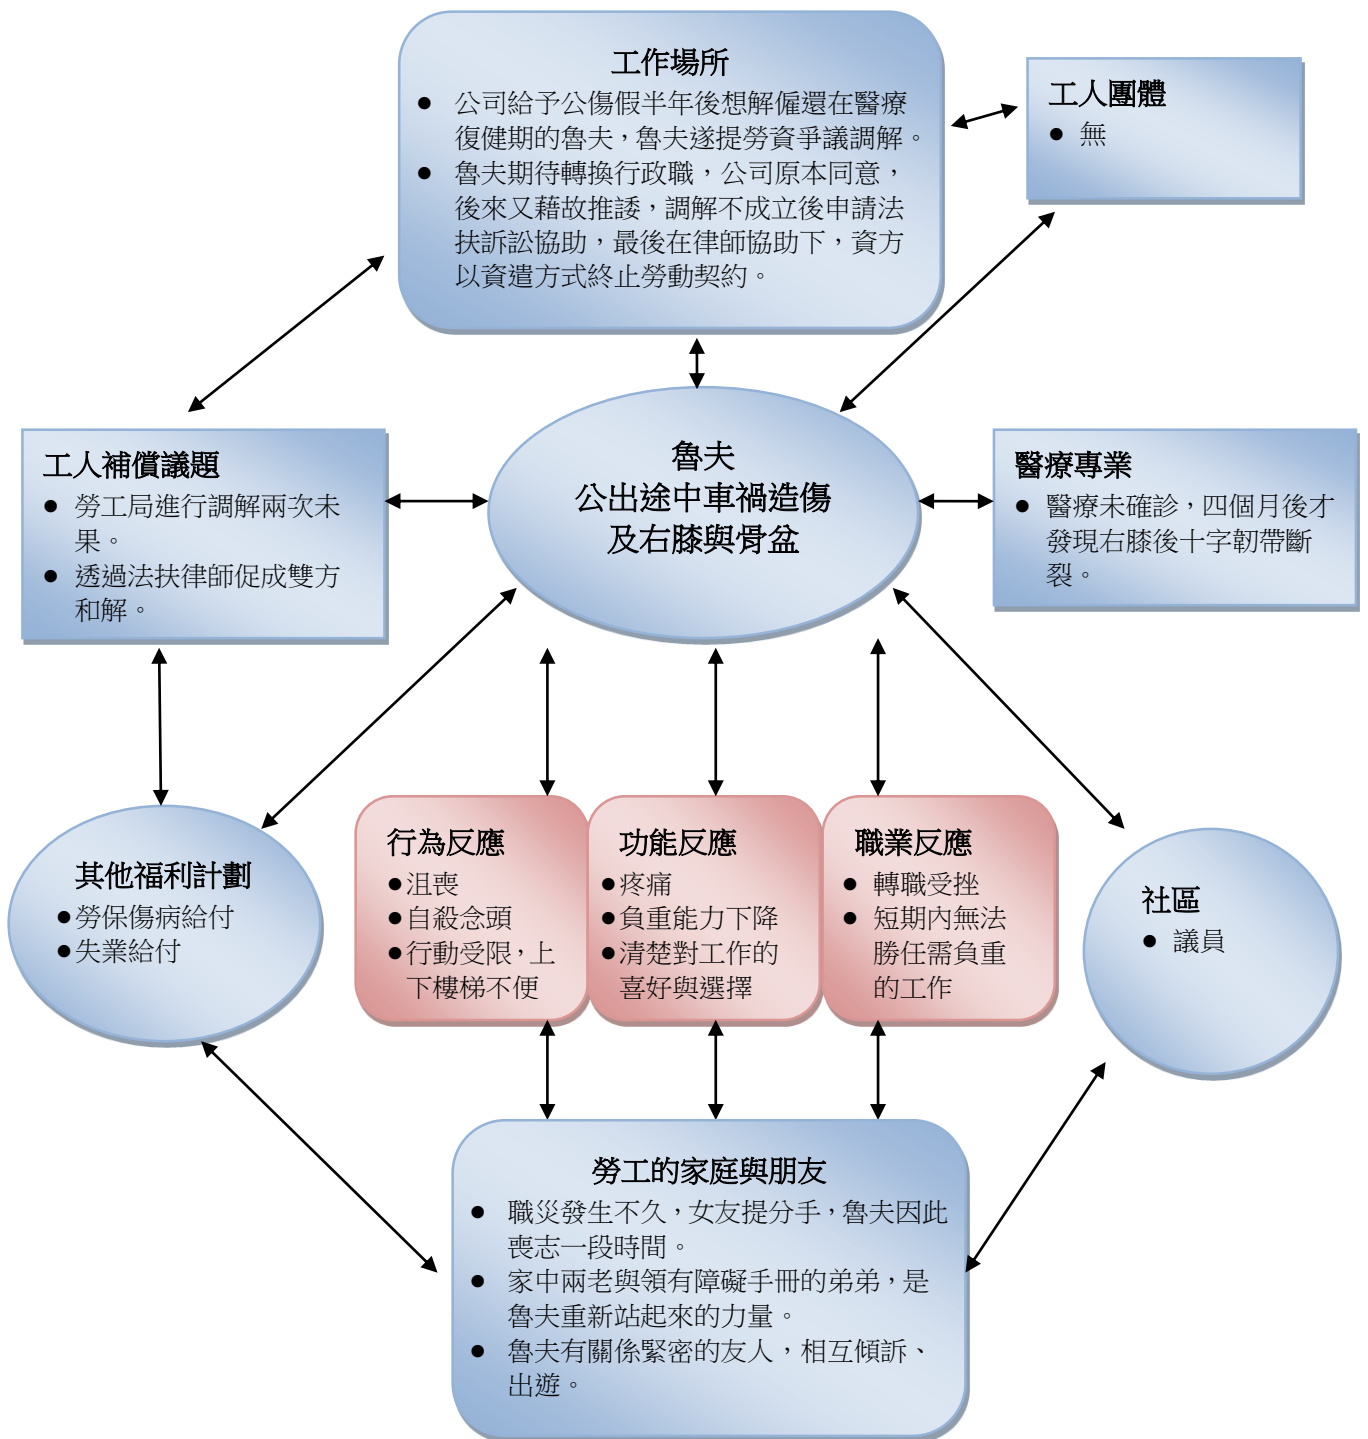 工作場所
● 公司給予公傷假半年後想解僱還在醫療
復健期的魯夫，魯夫遂提勞資爭議調解。
● 魯夫期待轉換行政職，公司原本同意，
後來又藉故推諉，調解不成立後申請法
扶訴訟協助，最後在律師協助下，資方
以資遣方式終止勞動契約。
工人團體
● 無
工人補償議題
● 勞工局進行調解兩次未
果。
● 透過法扶律師促成雙方
和解。
魯夫
公出途中車禍造傷
及右膝與骨盆
醫療專業
● 醫療未確診，四個月後才
發現右膝後十字韌帶斷
裂。
其他福利計劃
●勞保傷病給付
●失業給付
行為反應
●沮喪
●自殺念頭
●行動受限，上
下樓梯不便
功能反應
●疼痛
●負重能力下降
●清楚對工作的
喜好與選擇
職業反應
● 轉職受挫
● 短期內無法
勝任需負重
的工作
社區
● 議員
勞工的家庭與朋友
● 職災發生不久，女友提分手，魯夫因此
喪志一段時間。
● 家中兩老與領有障礙手冊的弟弟，是
魯夫重新站起來的力量。
● 魯夫有關係緊密的友人，相互傾訴、
出遊。